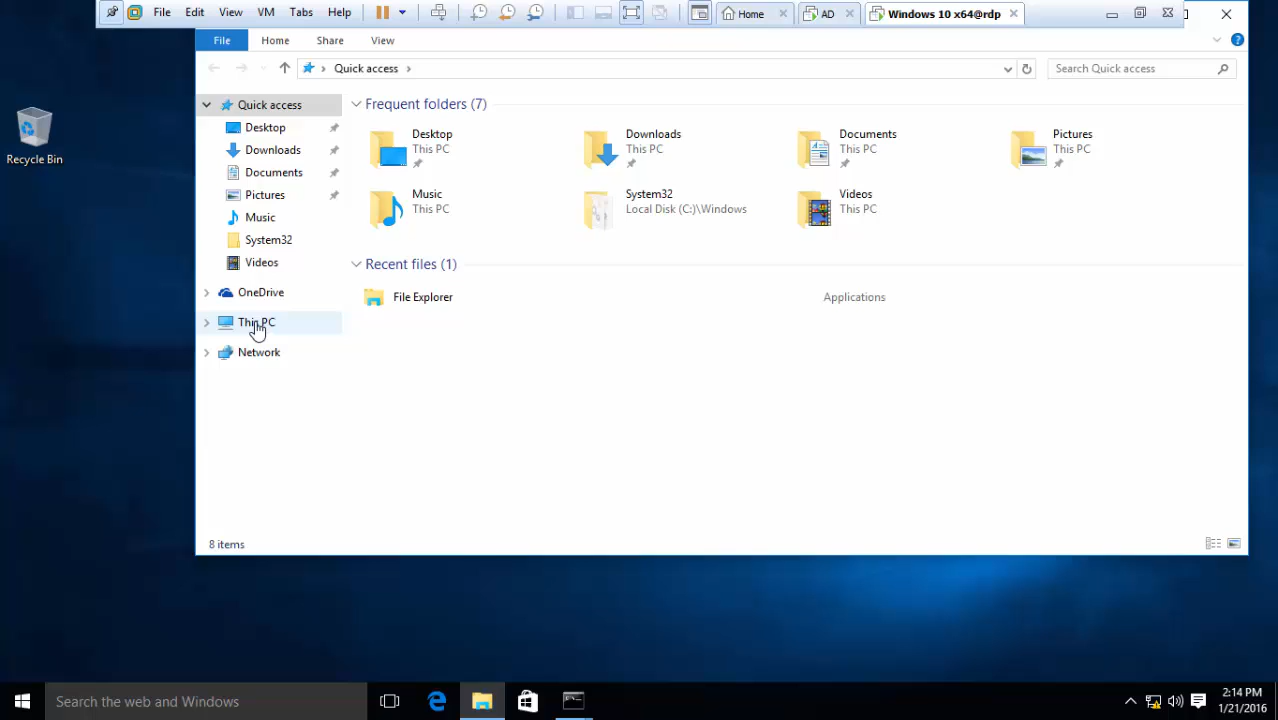 File Edit View VM Tabs Help Home AD Windows 10 x64@rdp
File Home Share View
Quick access Search Quick access
Recycle Bin
Quick access
Desktop
Downloads
Documents
Pictures
Music
System32
Videos
OneDrive
This PC
Network
Frequent folders (7)
Desktop
This PC
Downloads
This PC
Documents
This PC
Pictures
This PC
Music
This PC
System32
Local Disk (C:)\Windows
Videos
This PC
Recent files (1)
File Explorer Applications
8 items
Search the web and Windows
2:14 PM
1/21/2016